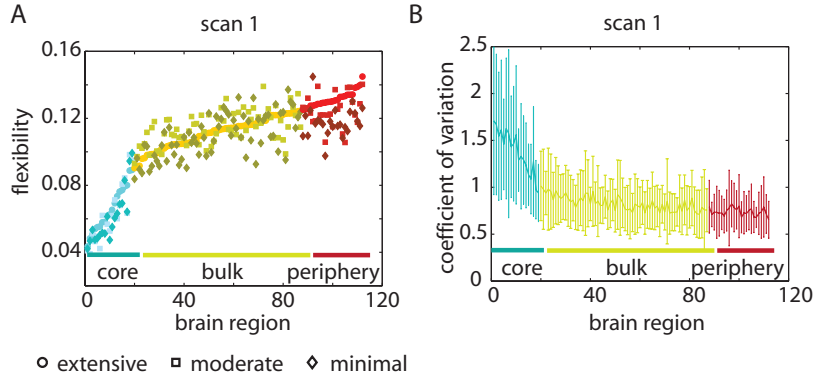 A
scan 1
0.16
0.12
0.08
0.04
flexibility
core
bulk
periphery
0
40
80
120
brain region
extensive
moderate
minimal
B
scan 1
2.5
2
1.5
1
0.5
0
coefficient of variation
core
bulk
periphery
0
40
80
120
brain region